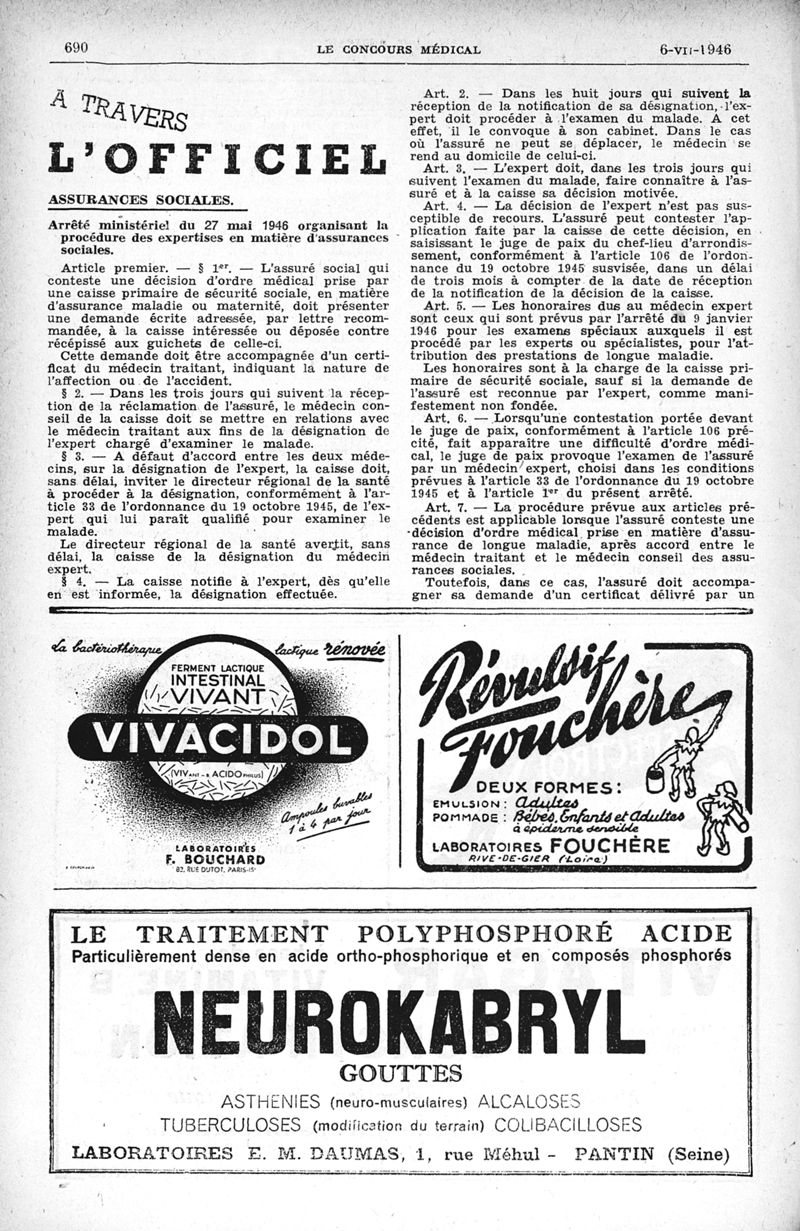 690
LE CONCOURS MÉDICAL
6-VII-1946
A TRAVERS
L'OFFICIEL
ASSURANCES SOCIALES.
Arrêté ministériel du 27 mai 1946 organisant la
procédure des expertises en matière d'assurances
sociales.
Article premier. — § 1er. — L'assuré social qui
conteste une décision d'ordre médical prise par
une caisse primaire de sécurité sociale, en matière
d'assurance maladie ou maternité, doit présenter
une demande écrite adressée, par lettre recom-
mandée, à la caisse intéressée ou déposée contre
récépissé aux guichets de celle-ci.
Cette demande doit être accompagnée d'un certi-
ficat du médecin traitant, indiquant la nature de
l'affection ou de l'accident.
§ 2. — Dans les trois jours qui suivent la récep-
tion de la réclamation de l'assuré, le médecin con-
seil de la caisse doit se mettre en relations avec
le médecin traitant aux fins de la désignation de
l'expert chargé d'examiner le malade.
§ 3. — A défaut d'accord entre les deux méde-
cins, sur la désignation de l'expert, la caisse doit,
sans délai, inviter le directeur régional de la santé
à procéder à la désignation, conformément à l'ar-
ticle 33 de l'ordonnance du 19 octobre 1945, de l'ex-
pert qui lui paraît qualifié pour examiner le
malade.
Le directeur régional de la santé avertit, sans
délai, la caisse de la désignation du médecin
expert.
§ 4. — La caisse notifie à l'expert, dès qu'elle
en est informée, la désignation effectuée.
Art. 2. — Dans les huit jours qui suivent la
réception de la notification de sa désignation, l'ex-
pert doit procéder à l'examen du malade. A cet
effet, il le convoque à son cabinet. Dans le cas
où l'assuré ne peut se déplacer, le médecin se
rend au domicile de celui-ci.
Art. 3. — L'expert doit, dans les trois jours qui
suivent l'examen du malade, faire connaître à l'as-
suré et à la caisse sa décision motivée.
Art. 4. — La décision de l'expert n'est pas sus-
ceptible de recours. L'assuré peut contester l'ap-
plication faite par la caisse de cette décision, en
saisissant le juge de paix du chef-lieu d'arrondis-
sement, conformément à l'article 106 de l'ordon-
nance du 19 octobre 1945 susvisée, dans un délai
de trois mois à compter de la date de réception
de la notification de la décision de la caisse.
Art. 5. — Les honoraires dus au médecin expert
sont ceux qui sont prévus par l'arrêté du 9 janvier
1946 pour les examens spéciaux auxquels il est
procédé par les experts ou spécialistes, pour l'at-
tribution des prestations de longue maladie.
Les honoraires sont à la charge de la caisse pri-
maire de sécurité sociale, sauf si la demande de
l'assuré est reconnue par l'expert, comme mani-
festement non fondée.
Art. 6. — Lorsqu'une contestation portée devant
le juge de paix, conformément à l'article 106 pré-
cité, fait apparaître une difficulté d'ordre médi-
cal, le juge de paix provoque l'examen de l'assuré
par un médecin expert, choisi dans les conditions
prévues à l'article 33 de l'ordonnance du 19 octobre
1945 et à l'article 1er du présent arrêté.
Art. 7. — La procédure prévue aux articles pré-
cédents est applicable lorsque l'assuré conteste une
décision d'ordre médical prise en matière d'assu-
rance de longue maladie, après accord entre le
médecin traitant et le médecin conseil des assu-
rances sociales.
Toutefois, dans ce cas, l'assuré doit accompa-
gner sa demande d'un certificat délivré par un
La bactériothérapie lactique rénovée
FERMENT LACTIQUE
INTESTINAL
VIVANT
VIVACIDOL
(VIVANT - B ACIDOPHILUS)
Ampoules buvables
1 à 4 par jour
LABORATOIRES
F. BOUCHARD
82, RUE DUTOT, PARIS-15e
Révulsif
Fouchère
DEUX FORMES:
EMULSION : Adultes
POMMADE : Bébés, Enfants et Adultes
à épiderme sensible
LABORATOIRES FOUCHÈRE
RIVE-DE-GIER (Loire)
LE TRAITEMENT POLYPHOSPHORÉ ACIDE
Particulièrement dense en acide ortho-phosphorique et en composés phosphorés
NEUROKABRYL
GOUTTES
ASTHENIES (neuro-musculaires) ALCALOSES
TUBERCULOSES (modification du terrain) COLIBACILLOSES
LABORATOIRES E. M. DAUMAS, 1, rue Méhul - PANTIN (Seine)